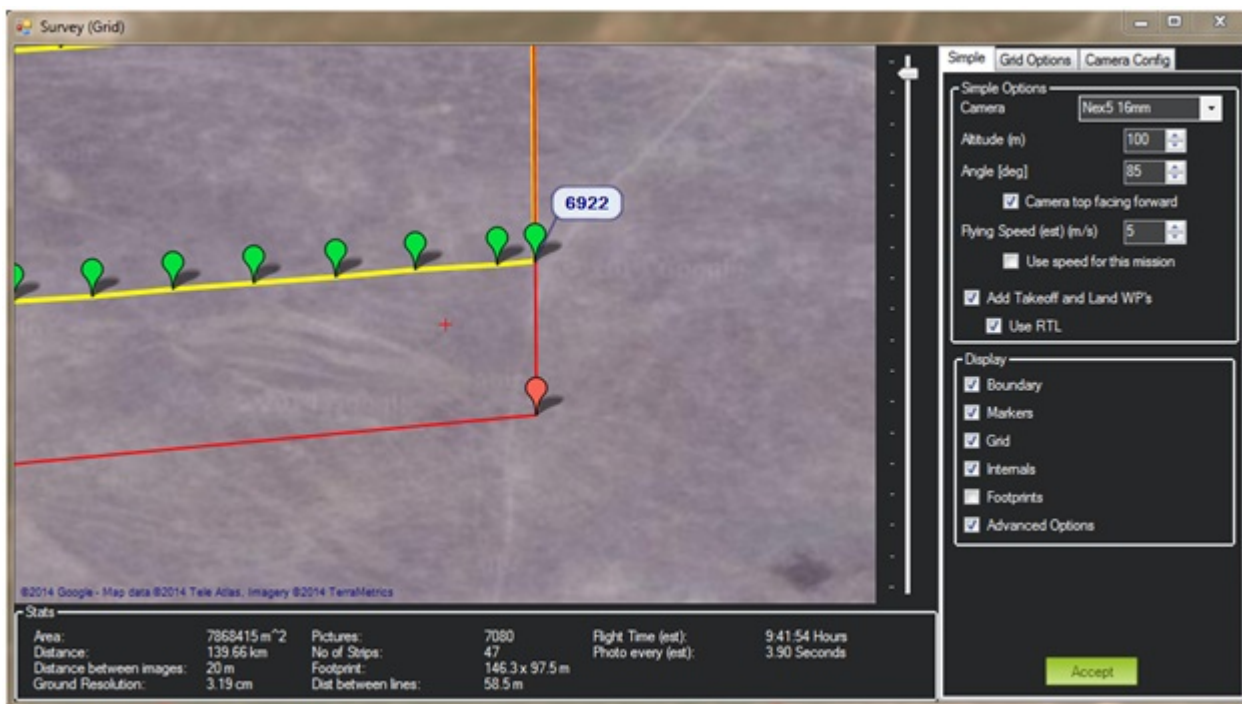 Survey (Grid)
Simple
Grid Options
Camera Config
Simple Options
Camera
Nex5 16mm
Altitude (m)
100
Angle [deg]
85
Camera top facing forward
Flying Speed (est) (m/s)
5
Use speed for this mission
Add Takeoff and Land WP's
Use RTL
Display
Boundary
Markers
Grid
Internals
Footprints
Advanced Options
Accept
6922
©2014 Google - Map data ©2014 Tele Atlas, Imagery ©2014 TerraMetrics
Stats
Area: 7868415 m^2 Pictures: 7080 Flight Time (est): 9:41:54 Hours
Distance: 139.66 km No of Strips: 47 Photo every (est): 3.90 Seconds
Distance between images: 20 m Footprint: 146.3 x 97.5 m
Ground Resolution: 3.19 cm Dist between lines: 58.5 m